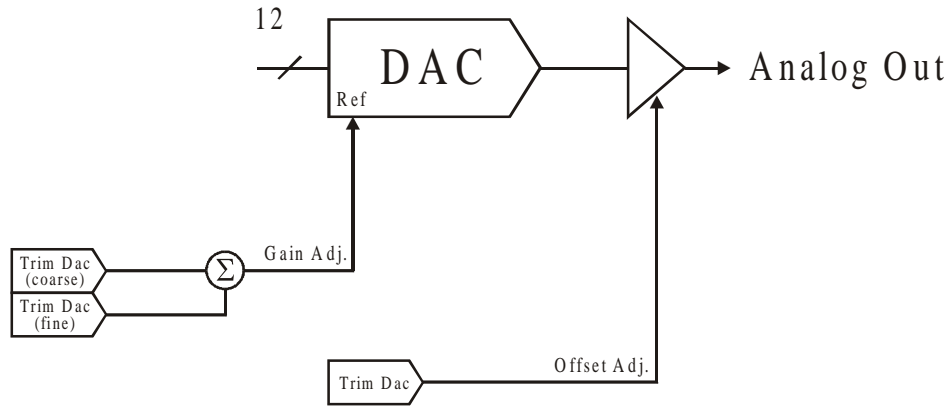 12
DAC
Ref
Analog Out
Gain Adj.
Trim Dac
(coarse)
Σ
Trim Dac
(fine)
Offset Adj.
Trim Dac